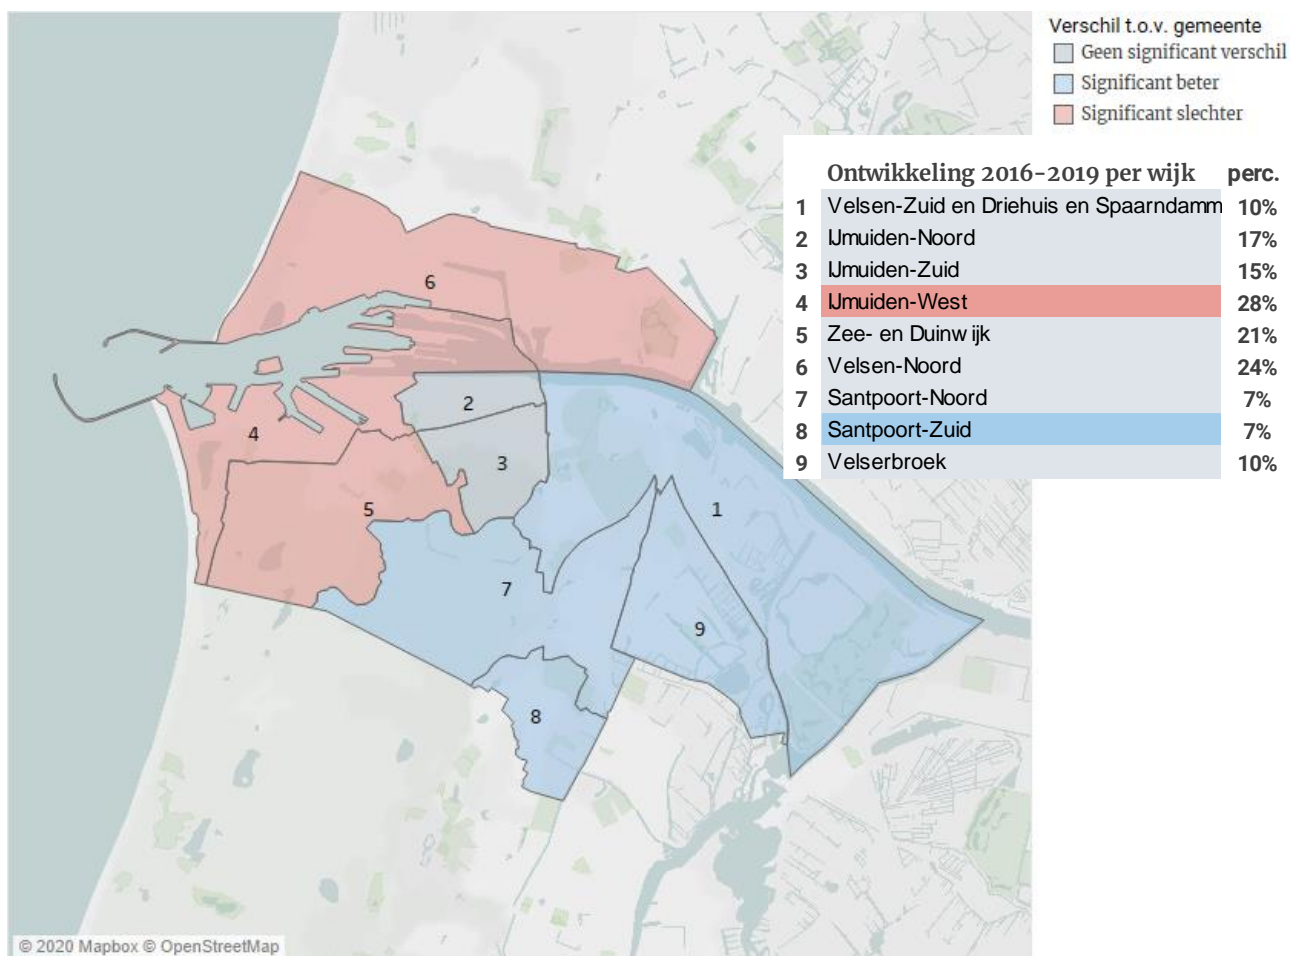 Verschil t.o.v. gemeente
Geen significant verschil
Significant beter
Significant slechter
Ontwikkeling 2016-2019 per wijk perc.
1 Velsen-Zuid en Driehuis en Spaarndamm 10%
2 IJmuiden-Noord 17%
3 IJmuiden-Zuid 15%
4 IJmuiden-West 28%
5 Zee- en Duinwijk 21%
6 Velsen-Noord 24%
7 Santpoort-Noord 7%
8 Santpoort-Zuid 7%
9 Velserbroek 10%
6
2
4
3
5
1
7
9
8
© 2020 Mapbox © OpenStreetMap